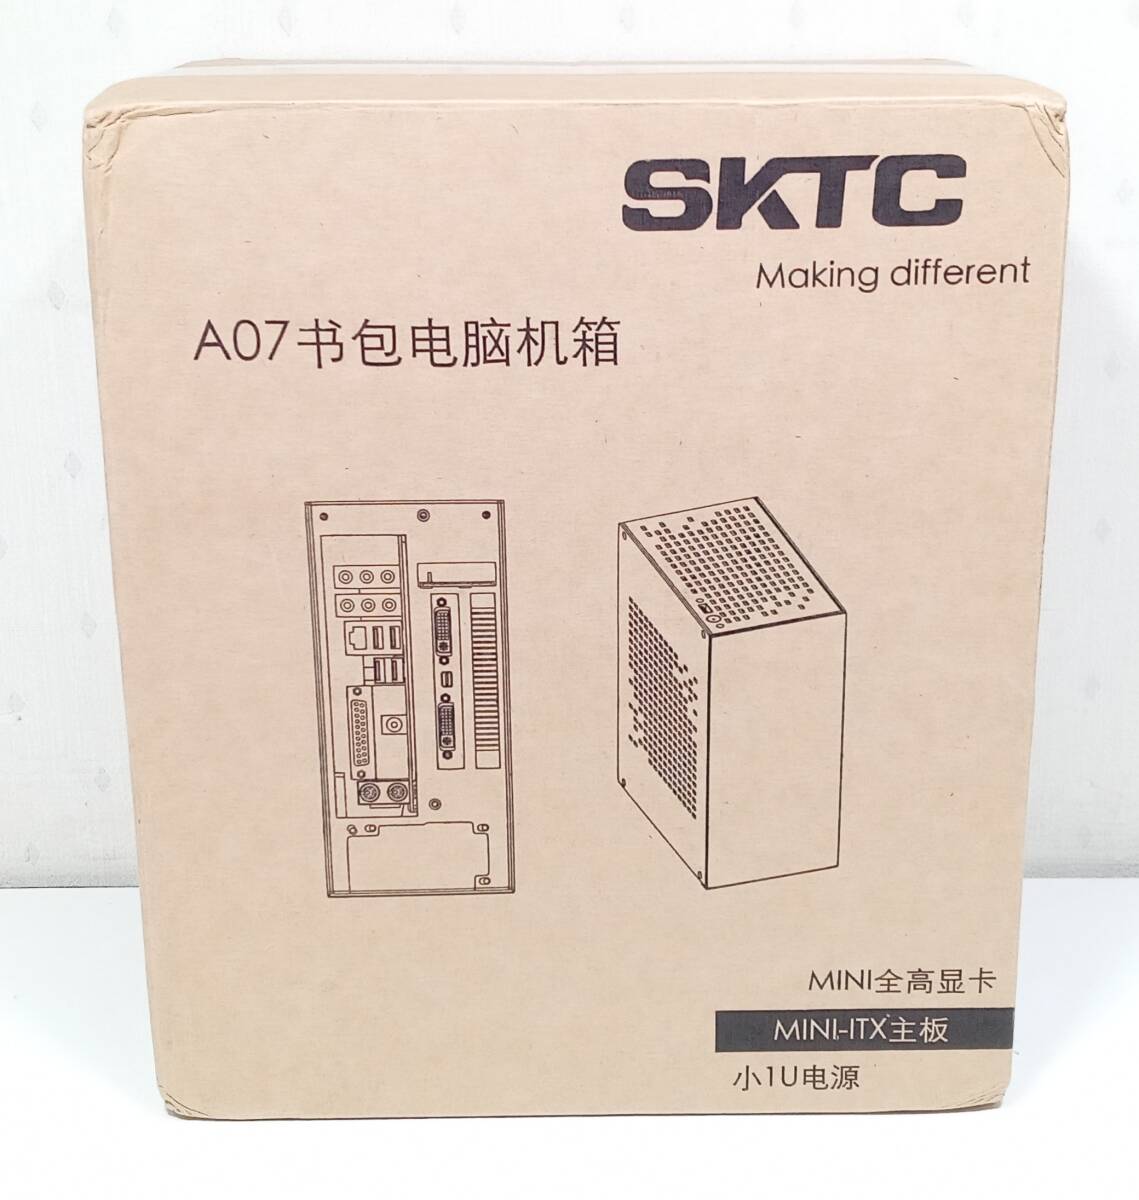 SKTC
Making different
A07书包电脑机箱
MINI全高显卡
MINI-ITX主板
小1U电源